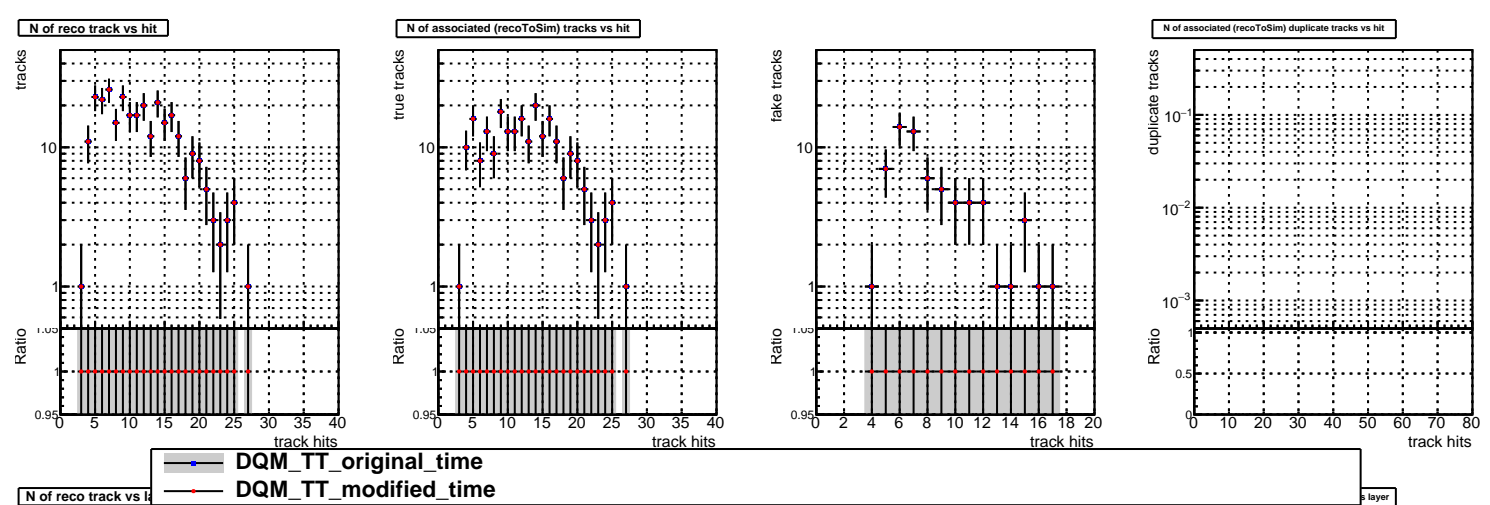 N of reco track vs hit
N of associated (recoToSim) tracks vs hit
N of associated (recoToSim) duplicate tracks vs hit
tracks
10
1
Ratio
1.05
1
0.95
0 5 10 15 20 25 30 35 40
track hits
true tracks
10
1
Ratio
1.05
1
0.95
0 5 10 15 20 25 30 35 40
track hits
fake tracks
10
1
Ratio
1.05
1
0.95
0 2 4 6 8 10 12 14 16 18 20
track hits
duplicate tracks
10−1
10−2
10−3
Ratio
1
0.5
0
0 10 20 30 40 50 60 70 80
track hits
DQM_TT_original_time
DQM_TT_modified_time
N of reco track vs la
s layer